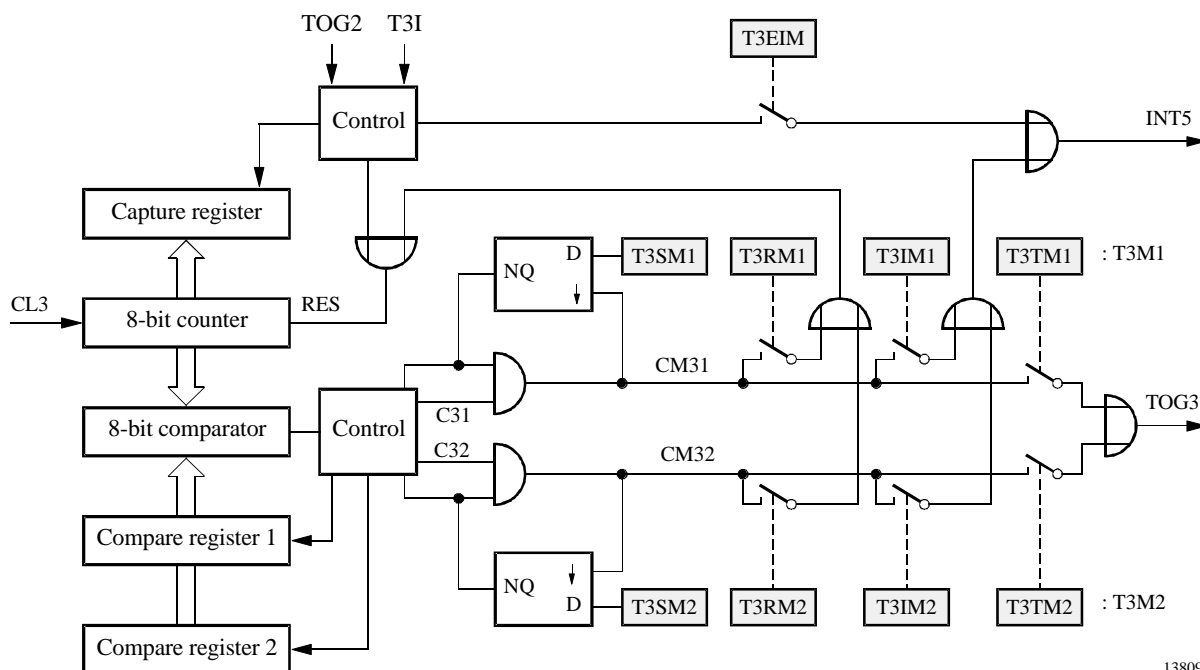 TOG2 T3I
T3EIM
Control
INT5
Capture register
NQ D
T3SM1 T3RM1 T3IM1 T3TM1 : T3M1
CL3
8-bit counter
RES
CM31
8-bit comparator
Control
C31
C32
TOG3
CM32
Compare register 1
NQ
D
T3SM2 T3RM2 T3IM2 T3TM2 : T3M2
Compare register 2
13809